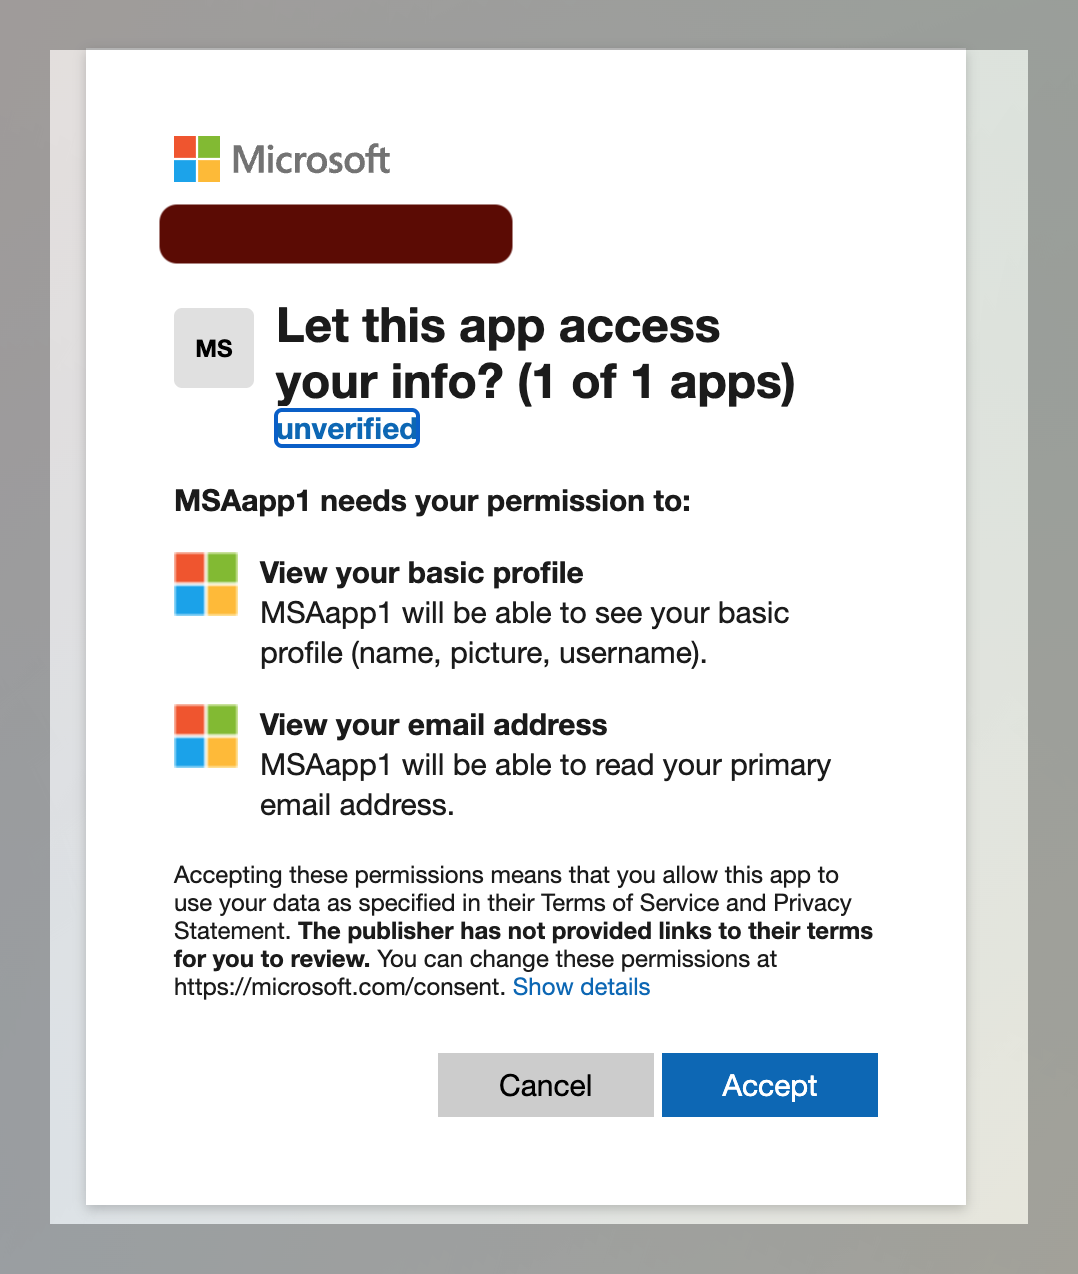 Microsoft
MS
Let this app access
your info? (1 of 1 apps)
unverified
MSAapp1 needs your permission to:
View your basic profile
MSAapp1 will be able to see your basic
profile (name, picture, username).
View your email address
MSAapp1 will be able to read your primary
email address.
Accepting these permissions means that you allow this app to
use your data as specified in their Terms of Service and Privacy
Statement. The publisher has not provided links to their terms
for you to review. You can change these permissions at
https://microsoft.com/consent. Show details
Cancel
Accept